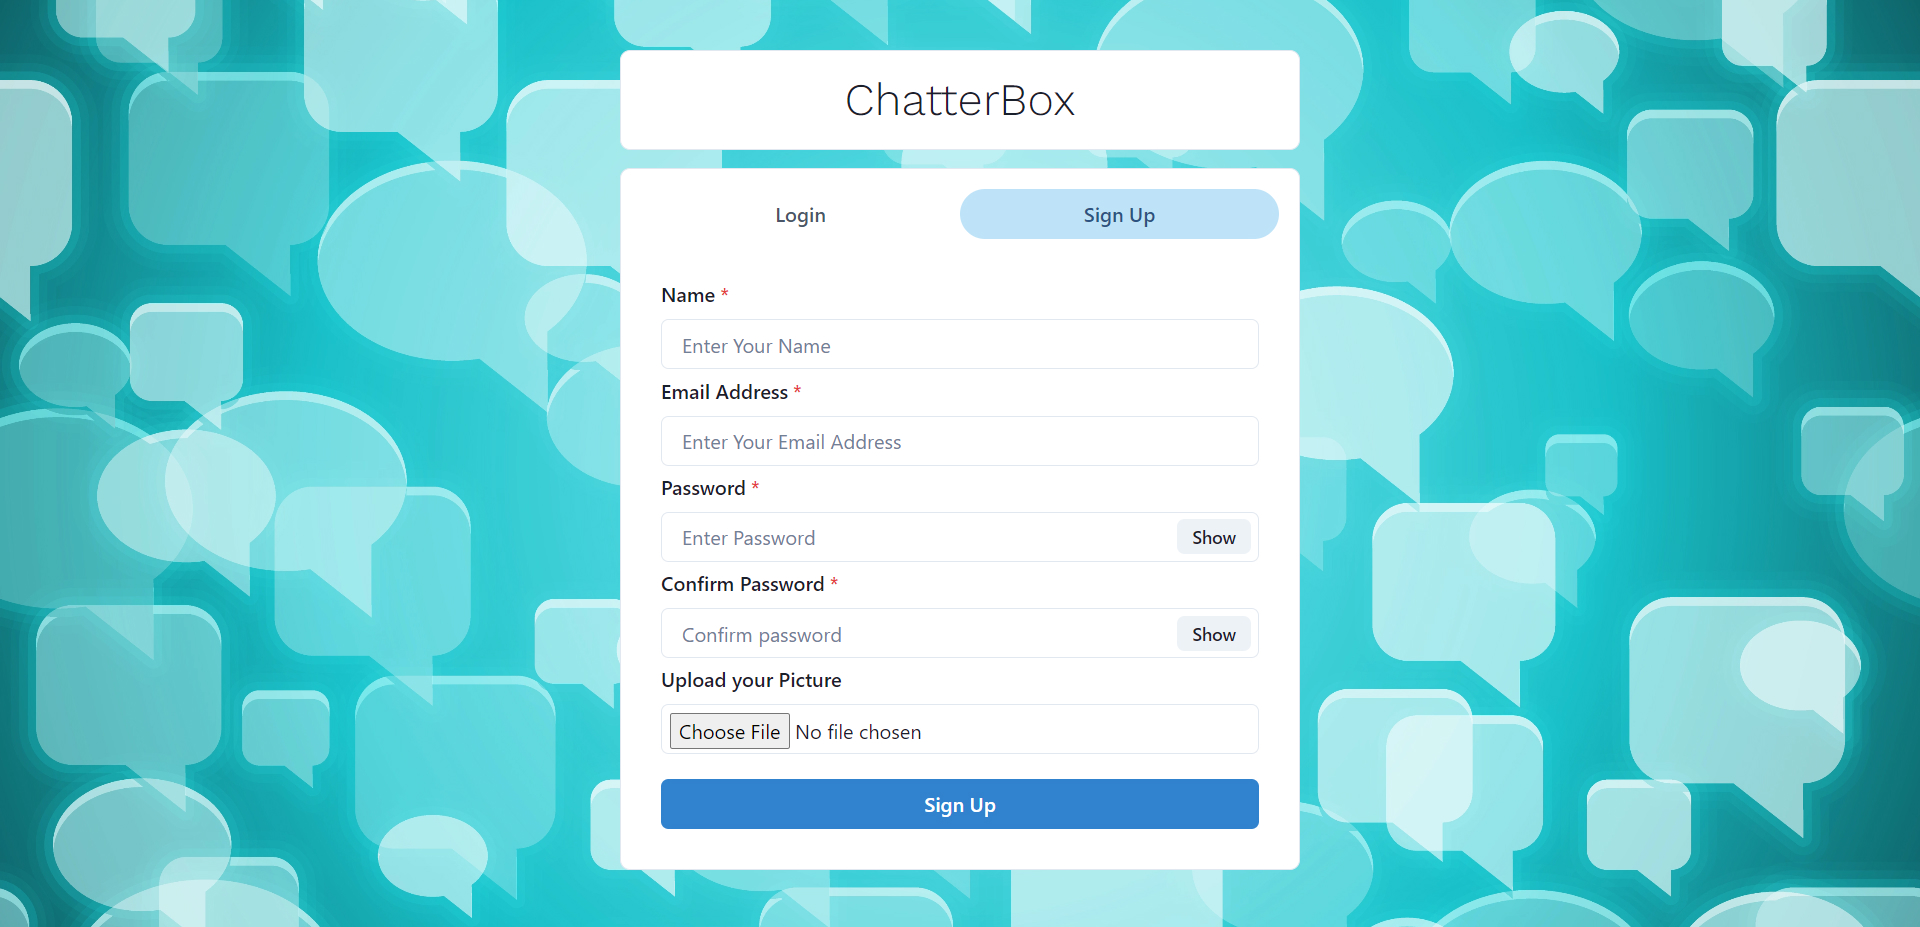 ChatterBox
Login Sign Up
Name *
Enter Your Name
Email Address *
Enter Your Email Address
Password *
Enter Password Show
Confirm Password *
Confirm password Show
Upload your Picture
Choose File No file chosen
Sign Up